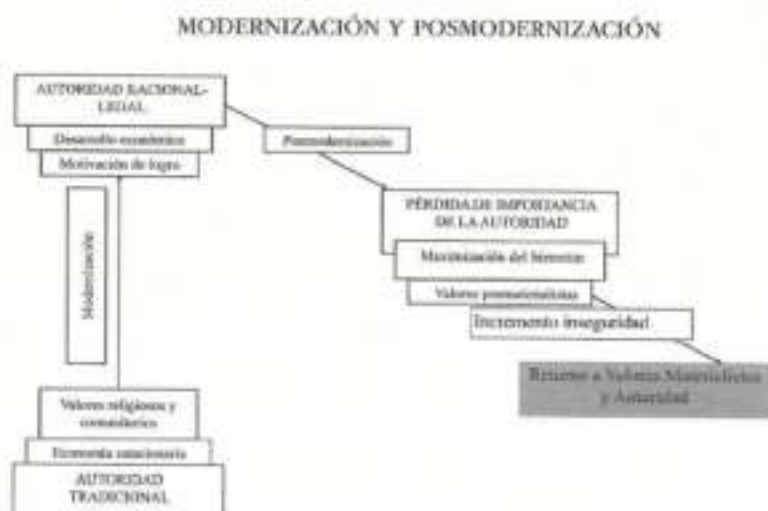 MODERNIZACIÓN Y POSMODERNIZACIÓN
AUTORIDAD RACIONAL-
LEGAL
Desarrollo económico
Motivación de logro
Posmodernización
Modernización
PÉRDIDA DE IMPORTANCIA
DE LA AUTORIDAD
Maximización del bienestar
Valores posmaterialistas
Incremento inseguridad
Retorno a Valores Materialistas
y Autoridad
Valores religiosos y
comunitarios
Economía estacionaria
AUTORIDAD
TRADICIONAL